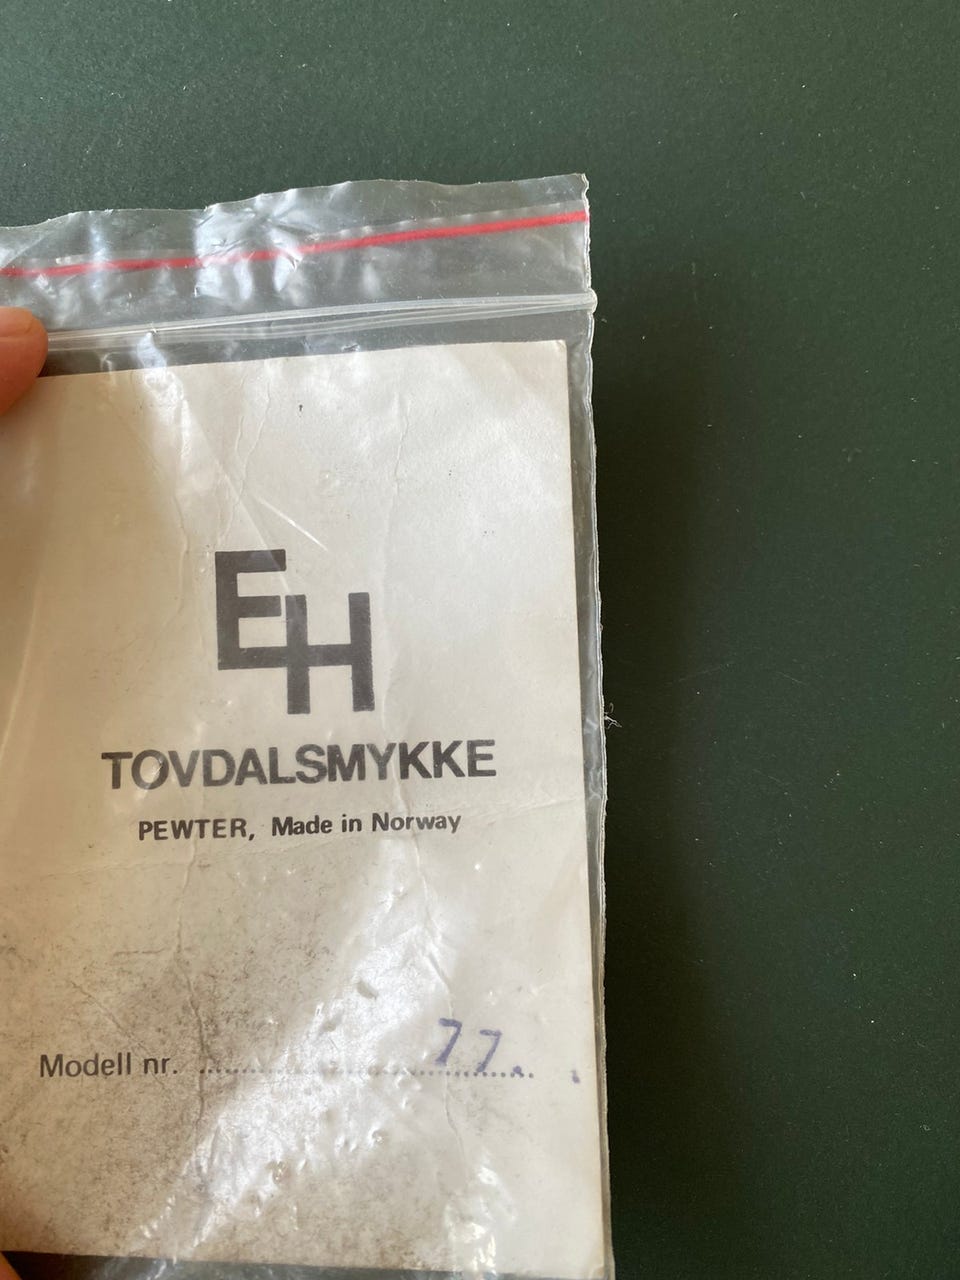 EH
TOVDALSMYKKE
PEWTER, Made in Norway
Modell nr. .......... 77.